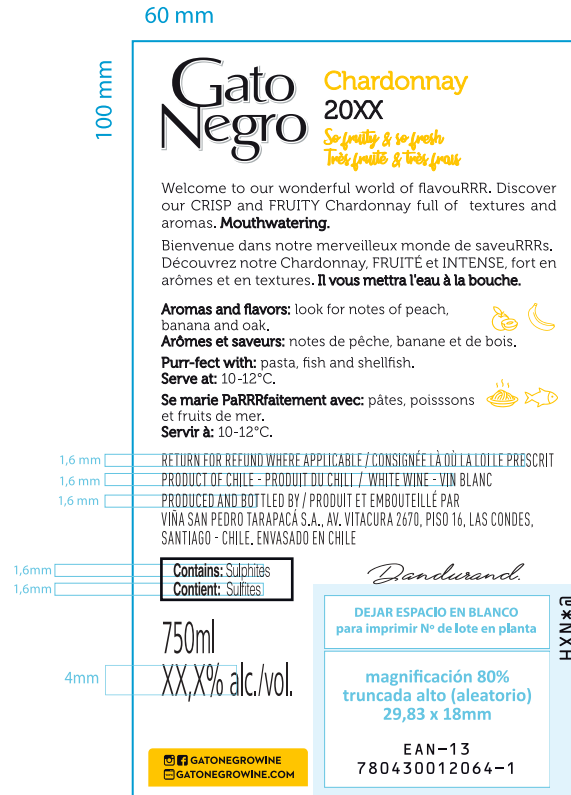 60 mm
100 mm
Gato
Negro
Chardonnay
20XX
So fruity & so fresh
Très fruité & très frais
Welcome to our wonderful world of flavouRRR. Discover
our CRISP and FRUITY Chardonnay full of textures and
aromas. Mouthwatering.
Bienvenue dans notre merveilleux monde de saveuRRRs.
Découvrez notre Chardonnay, FRUITÉ et INTENSE, fort en
arômes et en textures. Il vous mettra l'eau à la bouche.
Aromas and flavors: look for notes of peach,
banana and oak.
Arômes et saveurs: notes de pêche, banane et de bois.
Purr-fect with: pasta, fish and shellfish.
Serve at: 10-12°C.
Se marie PaRRRfaitement avec: pâtes, poisssons
et fruits de mer.
Servir à: 10-12°C.
1,6 mm
RETURN FOR REFUND WHERE APPLICABLE / CONSIGNÉE LÀ OÙ LA LOI LE PRESCRIT
1,6 mm
PRODUCT OF CHILE - PRODUIT DU CHILI / WHITE WINE - VIN BLANC
1,6 mm
PRODUCED AND BOTTLED BY / PRODUIT ET EMBOUTEILLÉ PAR
VIÑA SAN PEDRO TARAPACÁ S.A., AV. VITACURA 2670, PISO 16, LAS CONDES,
SANTIAGO - CHILE. ENVASADO EN CHILE
1,6mm
Contains: Sulphites
1,6mm
Contient: Sulfites
Dandurand.
750ml
4mm
XX,X% alc./vol.
DEJAR ESPACIO EN BLANCO
para imprimir Nº de lote en planta
@*NXH
magnificación 80%
truncada alto (aleatorio)
29,83 x 18mm
EAN-13
780430012064-1
GATONEGROWINE
GATONEGROWINE.COM